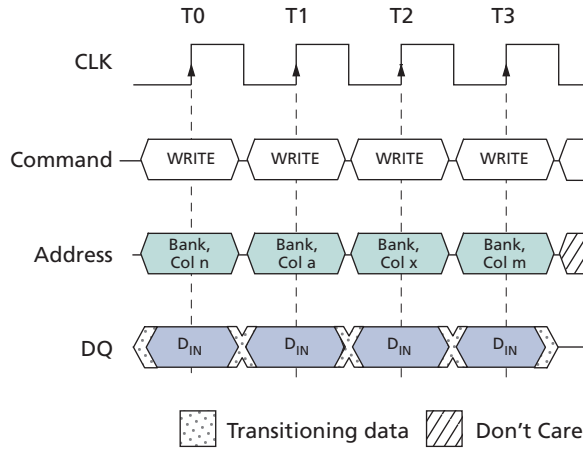 T0 T1 T2 T3
CLK
Command WRITE WRITE WRITE WRITE
Address Bank, Col n Bank, Col a Bank, Col x Bank, Col m
DQ DIN DIN DIN DIN
Transitioning data Don't Care